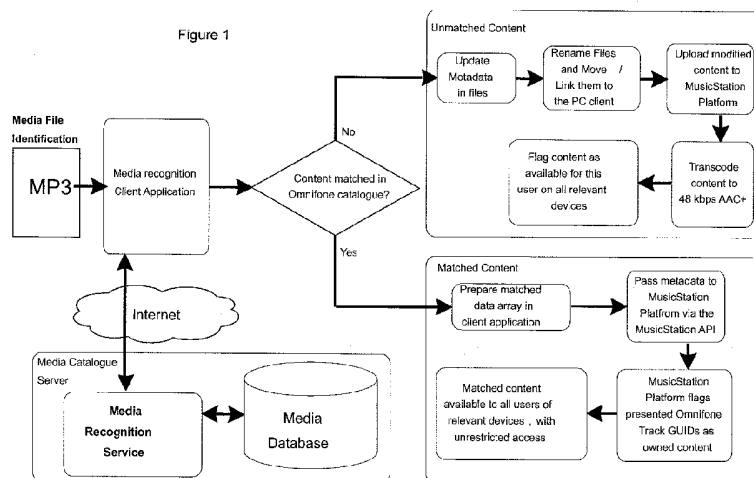 Figure 1
Media File
Identification
MP3
Media recognition
Client Application
Internet
Media Catalogue
Server
Media
Recognition
Service
Media
Database
Content matched in
Omnifone catalogue?
No
Yes
Unmatched Content
Update
Motadata
in files
Rename Files
and Move /
Link them to
the PC client
Upload modified
content to
MusicStation
Platform
Transcode
content to
48 kbps AAC+
Flag content as
available for this
user on all relevant
devices
Matched Content
Prepare matched
data array in
client application
Pass metadata to
MusicStation
Platfrom via the
MusicStation API
MusicStation
Platform flags
presented Omnifone
Track GUIDs as
owned content
Matched content
available to all users of
relevant devices , with
unrestricted access